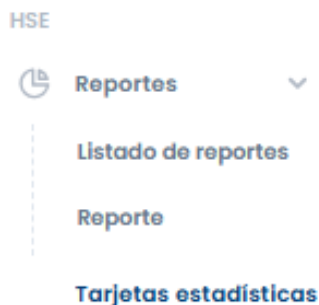 HSE
Reportes
Listado de reportes
Reporte
Tarjetas estadísticas